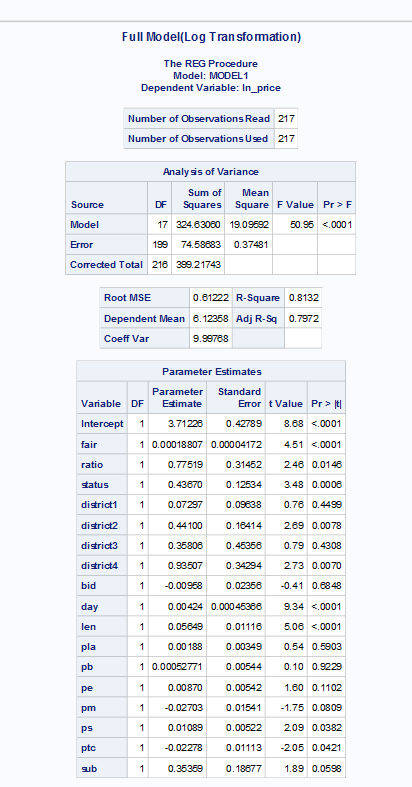 Full Model(Log Transformation)
The REG Procedure
Model: MODEL1
Dependent Variable: ln_price
Number of Observations Read 217
Number of Observations Used 217
Analysis of Variance
Source DF Sum of Squares Mean Square F Value Pr > F
Model 17 324.63060 19.09592 50.95 <.0001
Error 199 74.58683 0.37481
Corrected Total 216 399.21743
Root MSE 0.61222 R-Square 0.8132
Dependent Mean 6.12358 Adj R-Sq 0.7972
Coeff Var 9.99768
Parameter Estimates
Variable DF Parameter Estimate Standard Error t Value Pr > |t|
Intercept 1 3.71226 0.42789 8.68 <.0001
fair 1 0.00018807 0.00004172 4.51 <.0001
ratio 1 0.77519 0.31452 2.46 0.0146
status 1 0.43670 0.12534 3.48 0.0006
district1 1 0.07297 0.09638 0.76 0.4499
district2 1 0.44100 0.16414 2.69 0.0078
district3 1 0.35806 0.45356 0.79 0.4308
district4 1 0.93507 0.34294 2.73 0.0070
bid 1 -0.00958 0.02356 -0.41 0.6848
day 1 0.00424 0.00045366 9.34 <.0001
len 1 0.05649 0.01116 5.06 <.0001
pla 1 0.00188 0.00349 0.54 0.5903
pb 1 0.00052771 0.00544 0.10 0.9229
pe 1 0.00870 0.00542 1.60 0.1102
pm 1 -0.02703 0.01541 -1.75 0.0809
ps 1 0.01089 0.00522 2.09 0.0382
ptc 1 -0.02278 0.01113 -2.05 0.0421
sub 1 0.35359 0.18677 1.89 0.0598